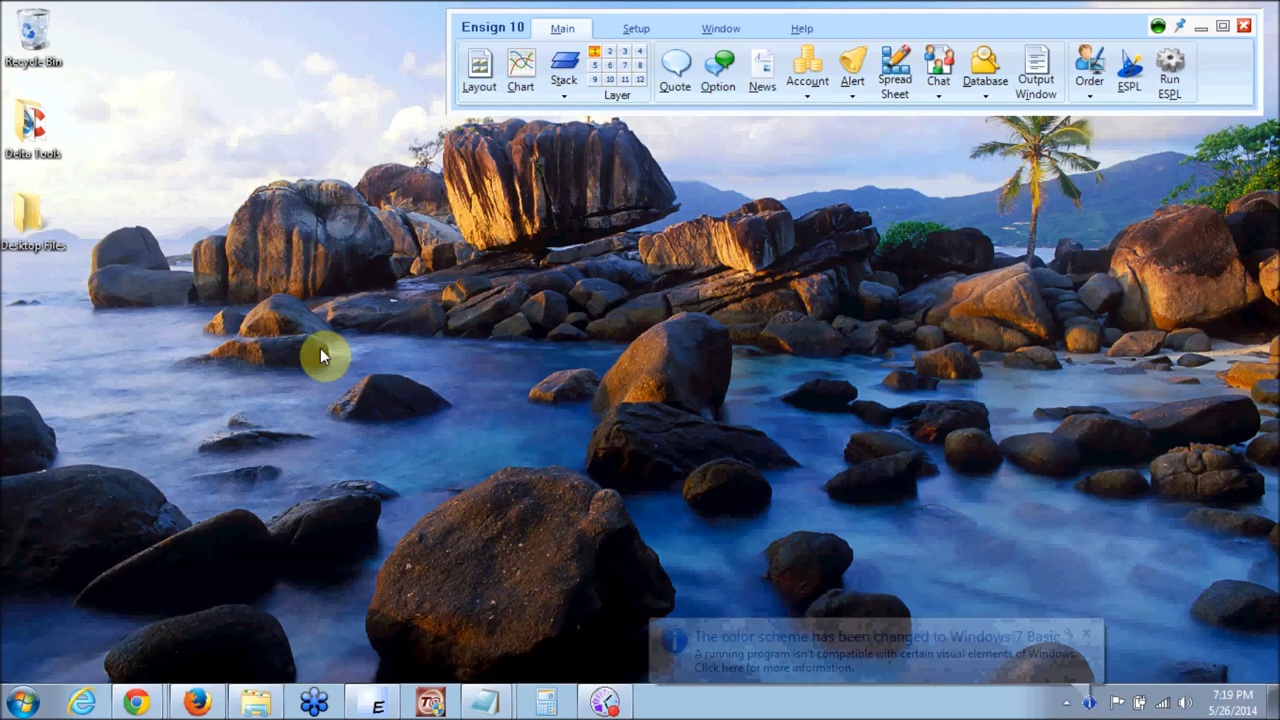 Recycle Bin
Delta Tools
Desktop Files
Ensign 10 Main Setup Window Help
Layout Chart Stack 1 2 3 4
5 6 7 8
9 10 11 12
Layer
Quote Option News Account Alert Spread Sheet Chat Database Output Window Order ESPL Run ESPL
The color scheme has been changed to Windows 7 Basic
A running program isn't compatible with certain visual elements of Windows.
Click here for more information.
7:19 PM
5/26/2014